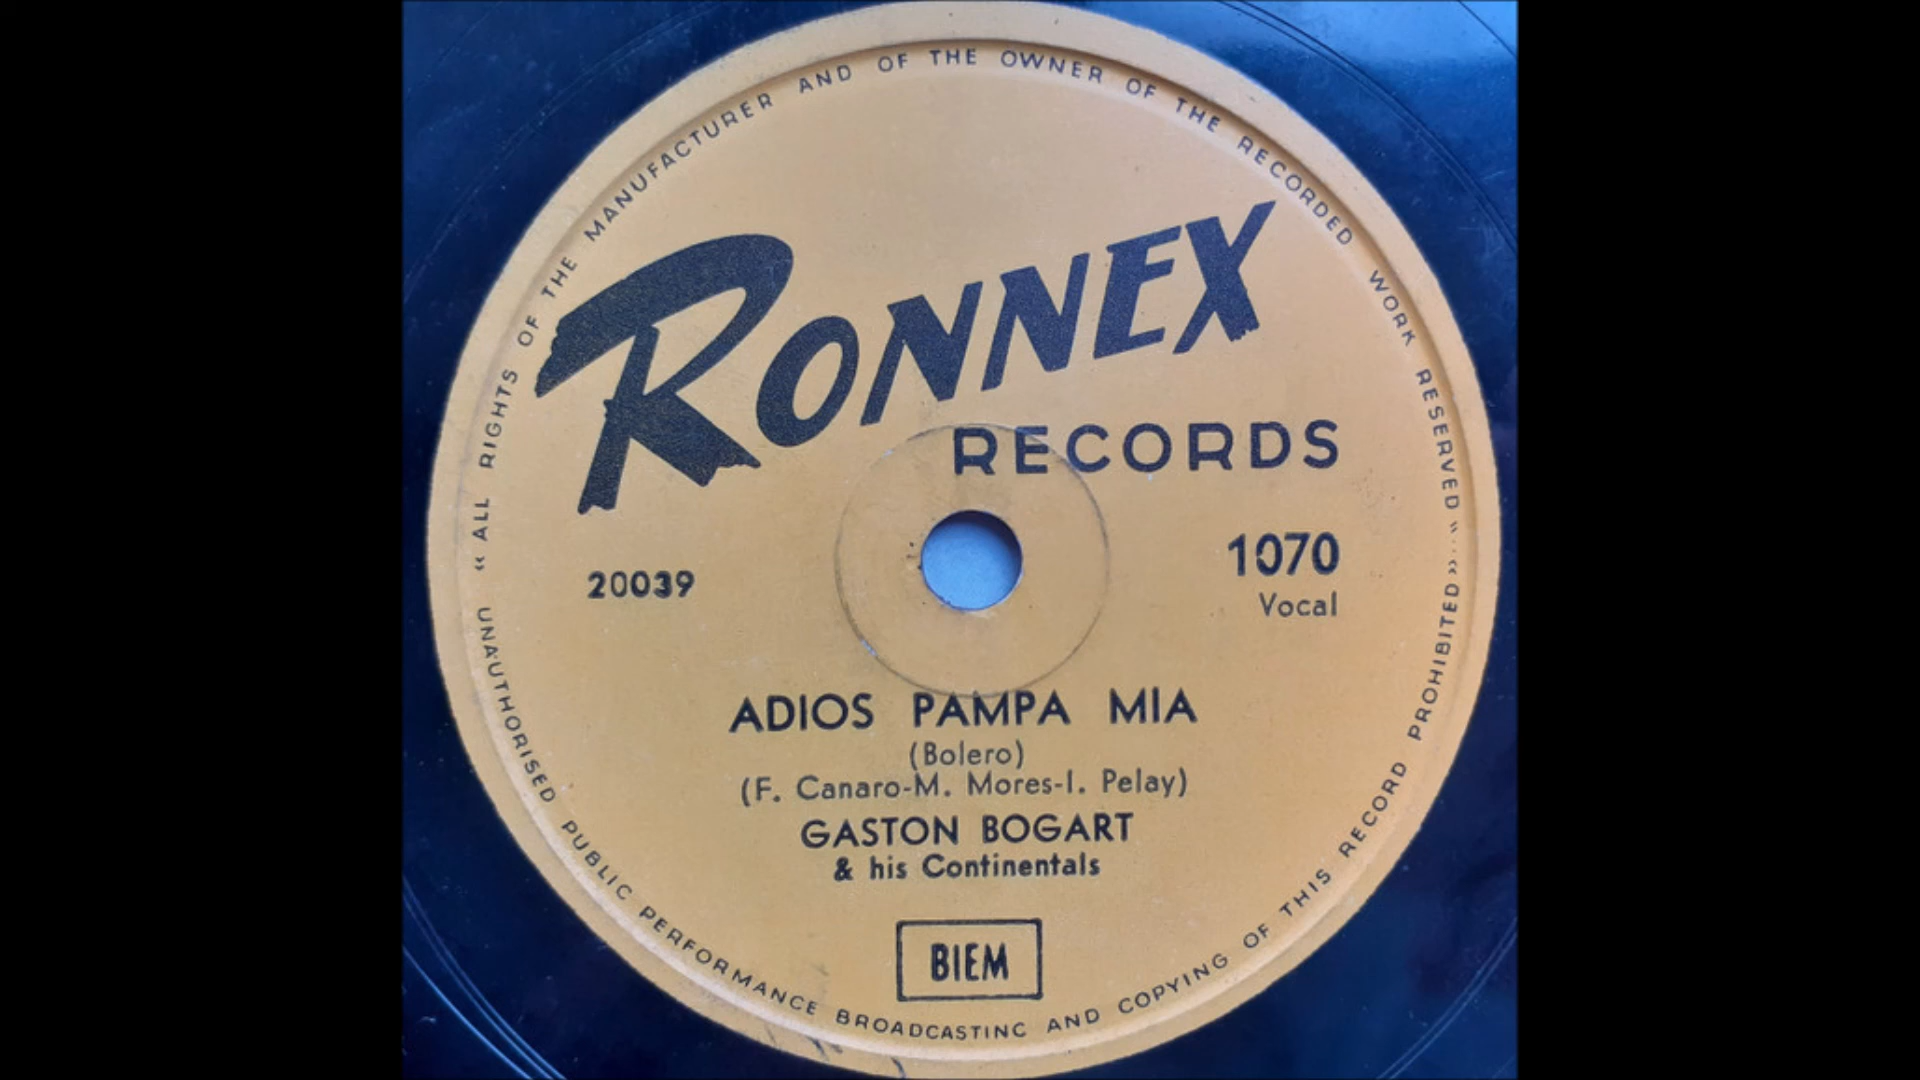 « ALL RIGHTS OF THE MANUFACTURER AND OF THE OWNER OF THE RECORDED WORK RESERVED «
RONNEX
RECORDS
20039
1070
Vocal
ADIOS PAMPA MIA
(Bolero)
(F. Canaro-M. Mores-I. Pelay)
GASTON BOGART
& his Continentals
BIEM
UNAUTHORISED PUBLIC PERFORMANCE BROADCASTING AND COPYING OF THIS RECORD PROHIBITED »